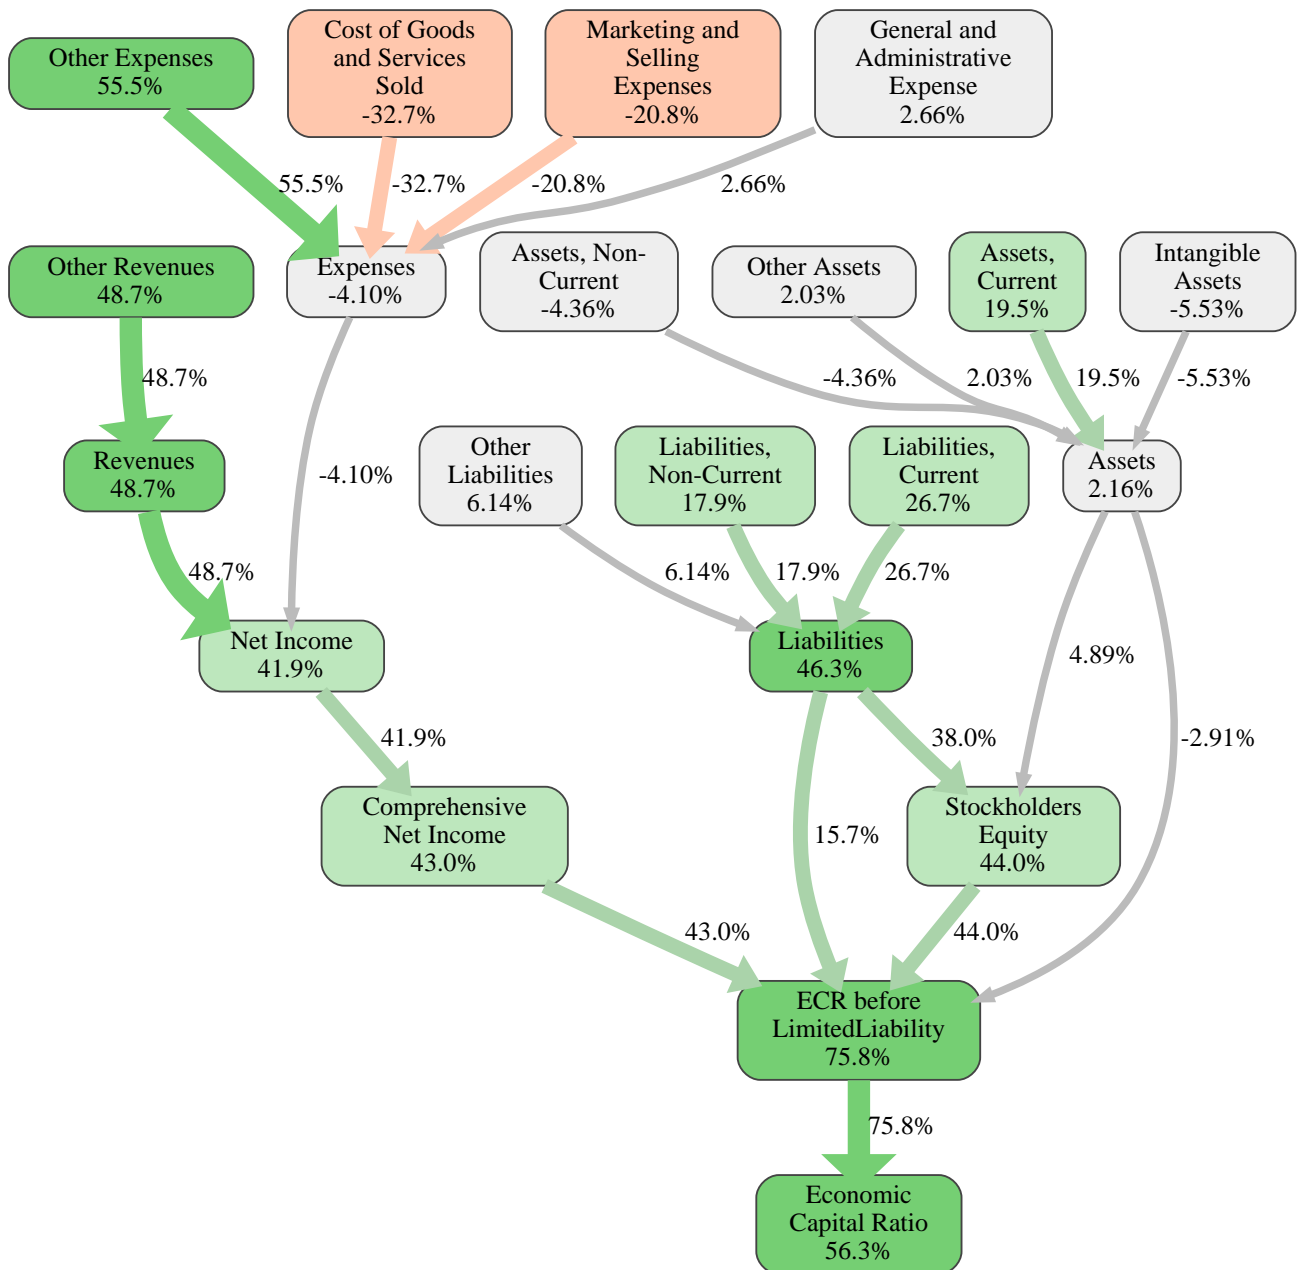 Other Expenses
55.5%
Cost of Goods
and Services
Sold
-32.7%
Marketing and
Selling
Expenses
-20.8%
General and
Administrative
Expense
2.66%
55.5%
-32.7%
-20.8%
2.66%
Other Revenues
48.7%
Expenses
-4.10%
Assets, Non-
Current
-4.36%
Other Assets
2.03%
Assets,
Current
19.5%
Intangible
Assets
-5.53%
48.7%
-4.36%
2.03%
19.5%
-5.53%
Revenues
48.7%
-4.10%
Other
Liabilities
6.14%
Liabilities,
Non-Current
17.9%
Liabilities,
Current
26.7%
Assets
2.16%
48.7%
6.14%
17.9%
26.7%
Net Income
41.9%
Liabilities
46.3%
4.89%
41.9%
38.0%
-2.91%
Comprehensive
Net Income
43.0%
15.7%
Stockholders
Equity
44.0%
43.0%
44.0%
ECR before
LimitedLiability
75.8%
75.8%
Economic
Capital Ratio
56.3%